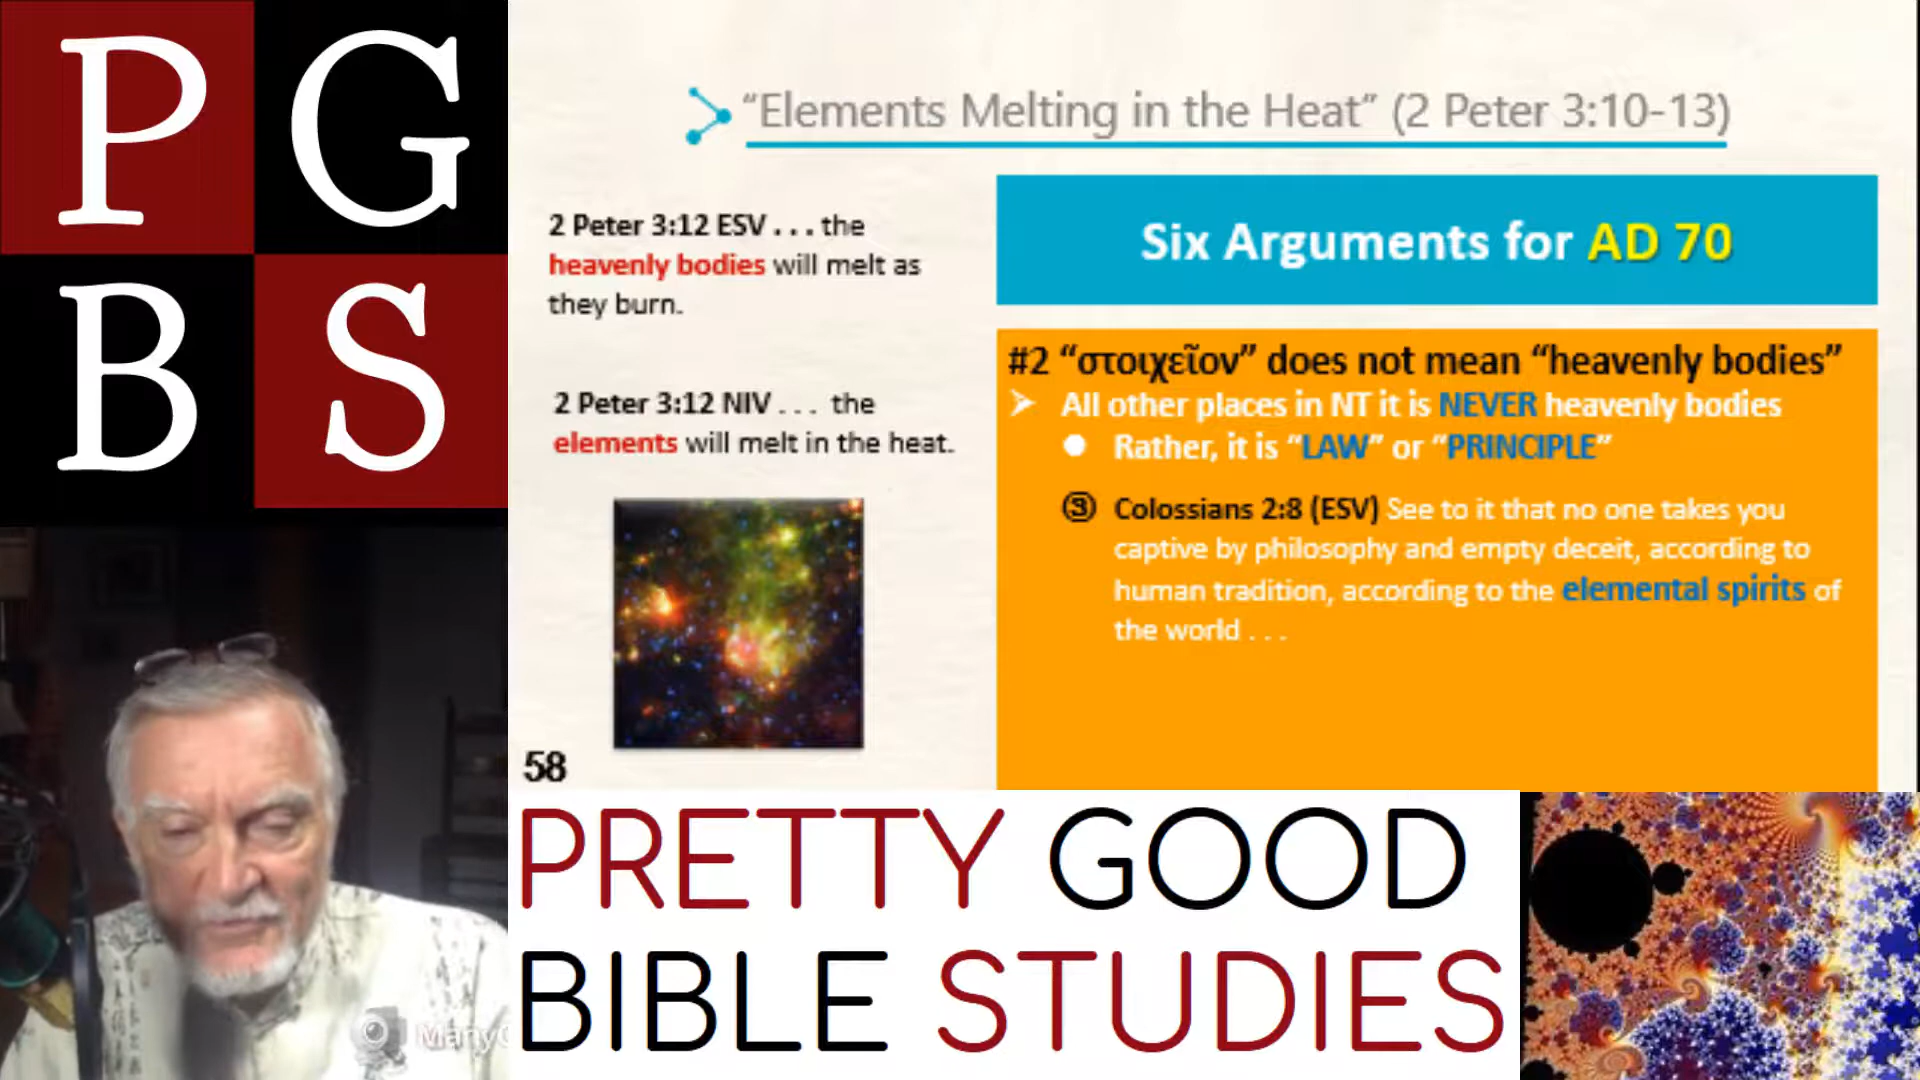 P G
B S
“Elements Melting in the Heat” (2 Peter 3:10-13)
2 Peter 3:12 ESV . . . the
heavenly bodies will melt as
they burn.
2 Peter 3:12 NIV . . . the
elements will melt in the heat.
58
Six Arguments for AD 70
#2 “στοιχεῖον” does not mean “heavenly bodies”
All other places in NT it is NEVER heavenly bodies
Rather, it is “LAW” or “PRINCIPLE”
③ Colossians 2:8 (ESV) See to it that no one takes you
captive by philosophy and empty deceit, according to
human tradition, according to the elemental spirits of
the world . . .
PRETTY GOOD
BIBLE STUDIES